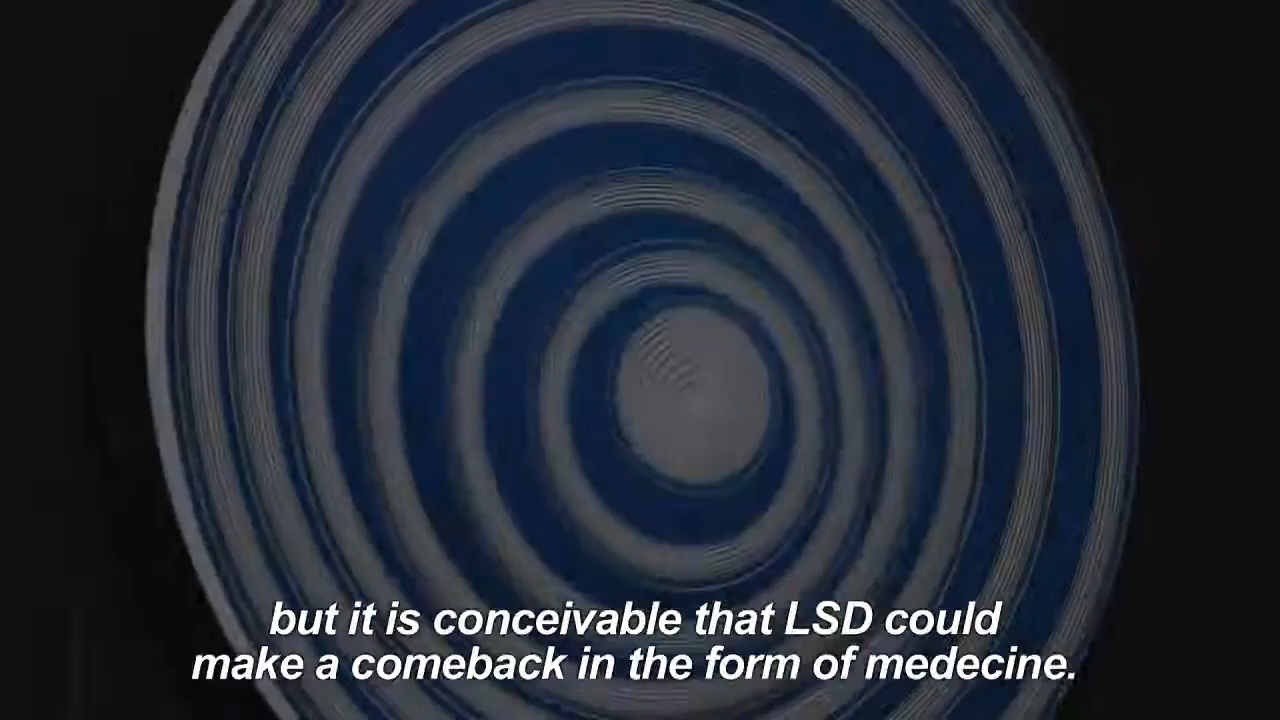 but it is conceivable that LSD could
make a comeback in the form of medecine.